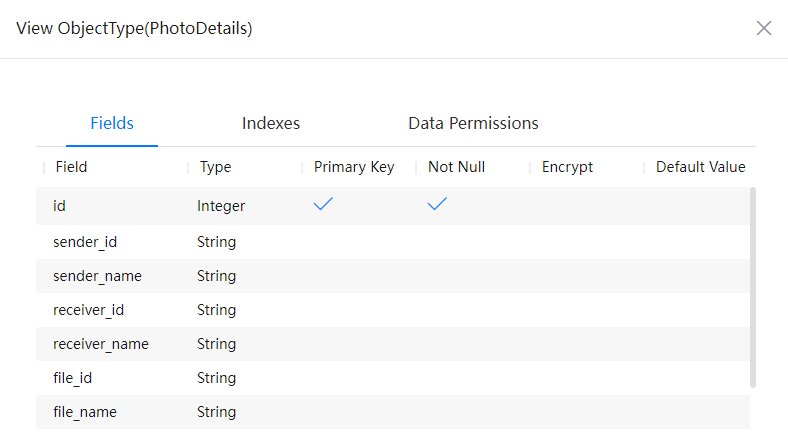 View ObjectType(PhotoDetails)
Fields Indexes Data Permissions
Field Type Primary Key Not Null Encrypt Default Value
id Integer
sender_id String
sender_name String
receiver_id String
receiver_name String
file_id String
file_name String